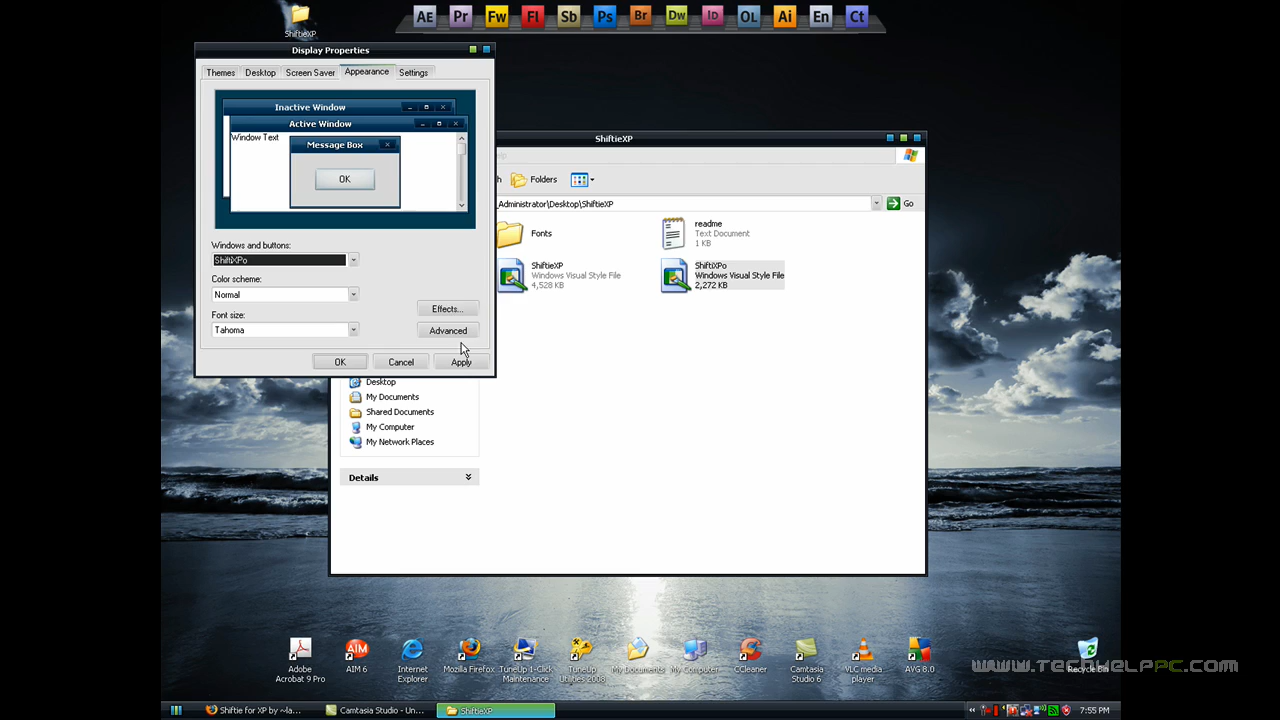 ShiftieXP
AE Pr Fw Fl Sb Ps Br Dw ID OL Ai En Ct
Display Properties
Themes Desktop Screen Saver Appearance Settings
Inactive Window
Active Window
Window Text
Message Box
OK
Windows and buttons:
ShiftiXPo
Color scheme:
Normal
Font size:
Tahoma
Effects...
Advanced
OK Cancel Apply
ShiftieXP
Folders
_Administrator\Desktop\ShiftieXP
Go
Fonts
readme
Text Document
1 KB
ShiftieXP
Windows Visual Style File
4,528 KB
ShiftiXPo
Windows Visual Style File
2,272 KB
Desktop
My Documents
Shared Documents
My Computer
My Network Places
Details
Adobe Acrobat 9 Pro
AIM 6
Internet Explorer
Mozilla Firefox
TuneUp 1-Click Maintenance
TuneUp Utilities 2008
My Documents
My Computer
CCleaner
Camtasia Studio 6
VLC media player
AVG 8.0
Recycle Bin
www.TECHHELPPC.com
Shiftie for XP by ~la...
Camtasia Studio - Un...
ShiftieXP
7:55 PM